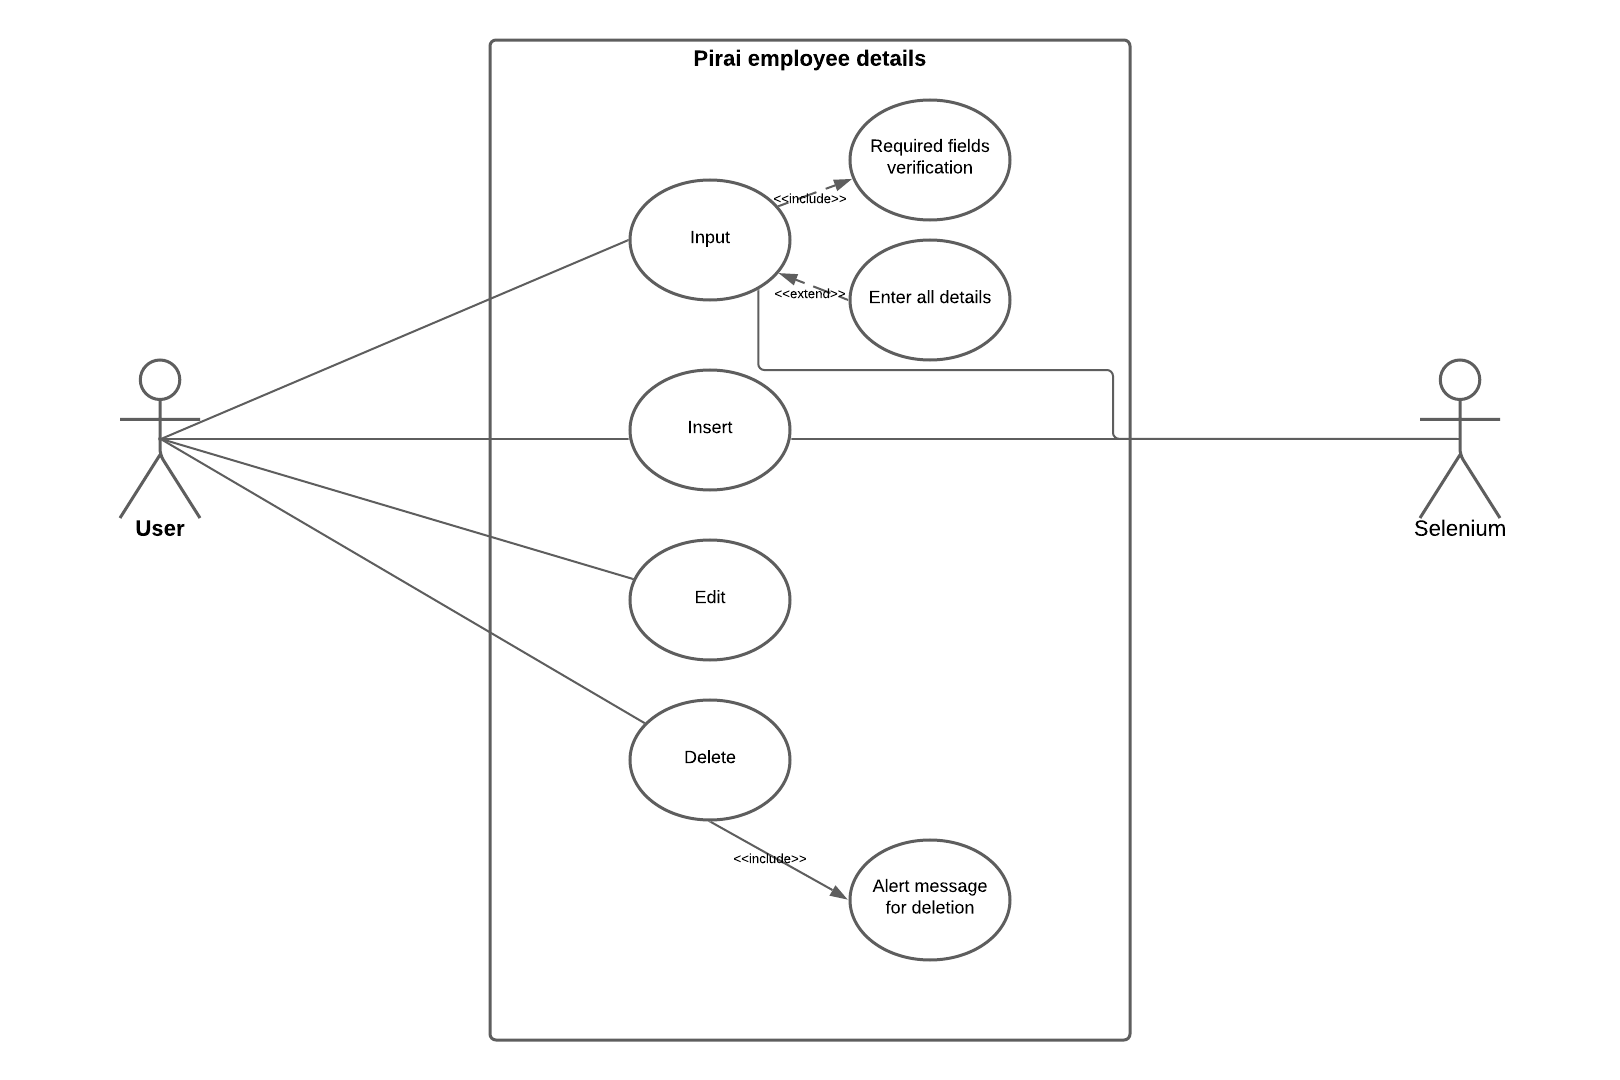 Pirai employee details
Required fields
verification
<<include>>
Input
<<extend>>
Enter all details
Insert
User
Selenium
Edit
Delete
<<include>>
Alert message
for deletion